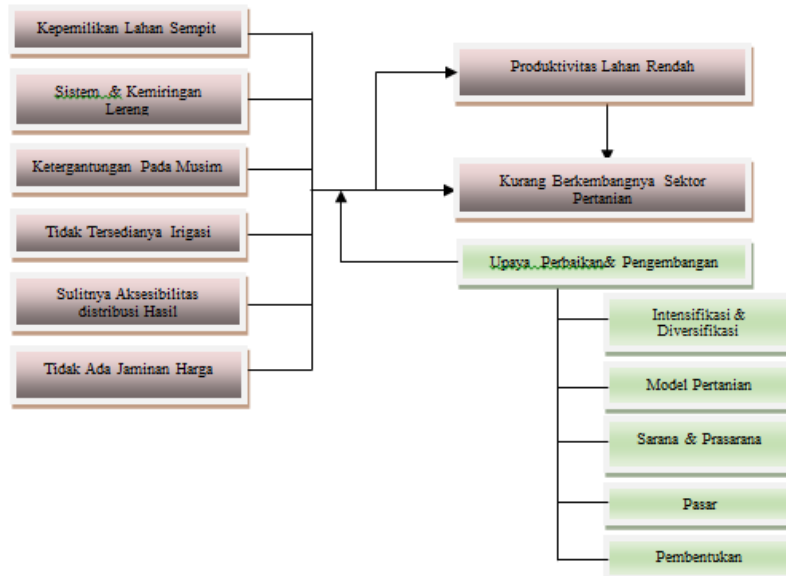 Kepemilikan Lahan Sempit
Sistem & Kemiringan
Lereng
Ketergantungan Pada Musim
Tidak Tersedianya Irigasi
Sulitnya Aksesibilitas
distribusi Hasil
Tidak Ada Jaminan Harga
Produktivitas Lahan Rendah
Kurang Berkembangnya Sektor
Pertanian
Upaya Perbaikan& Pengembangan
Intensifikasi &
Diversifikasi
Model Pertanian
Sarana & Prasarana
Pasar
Pembentukan